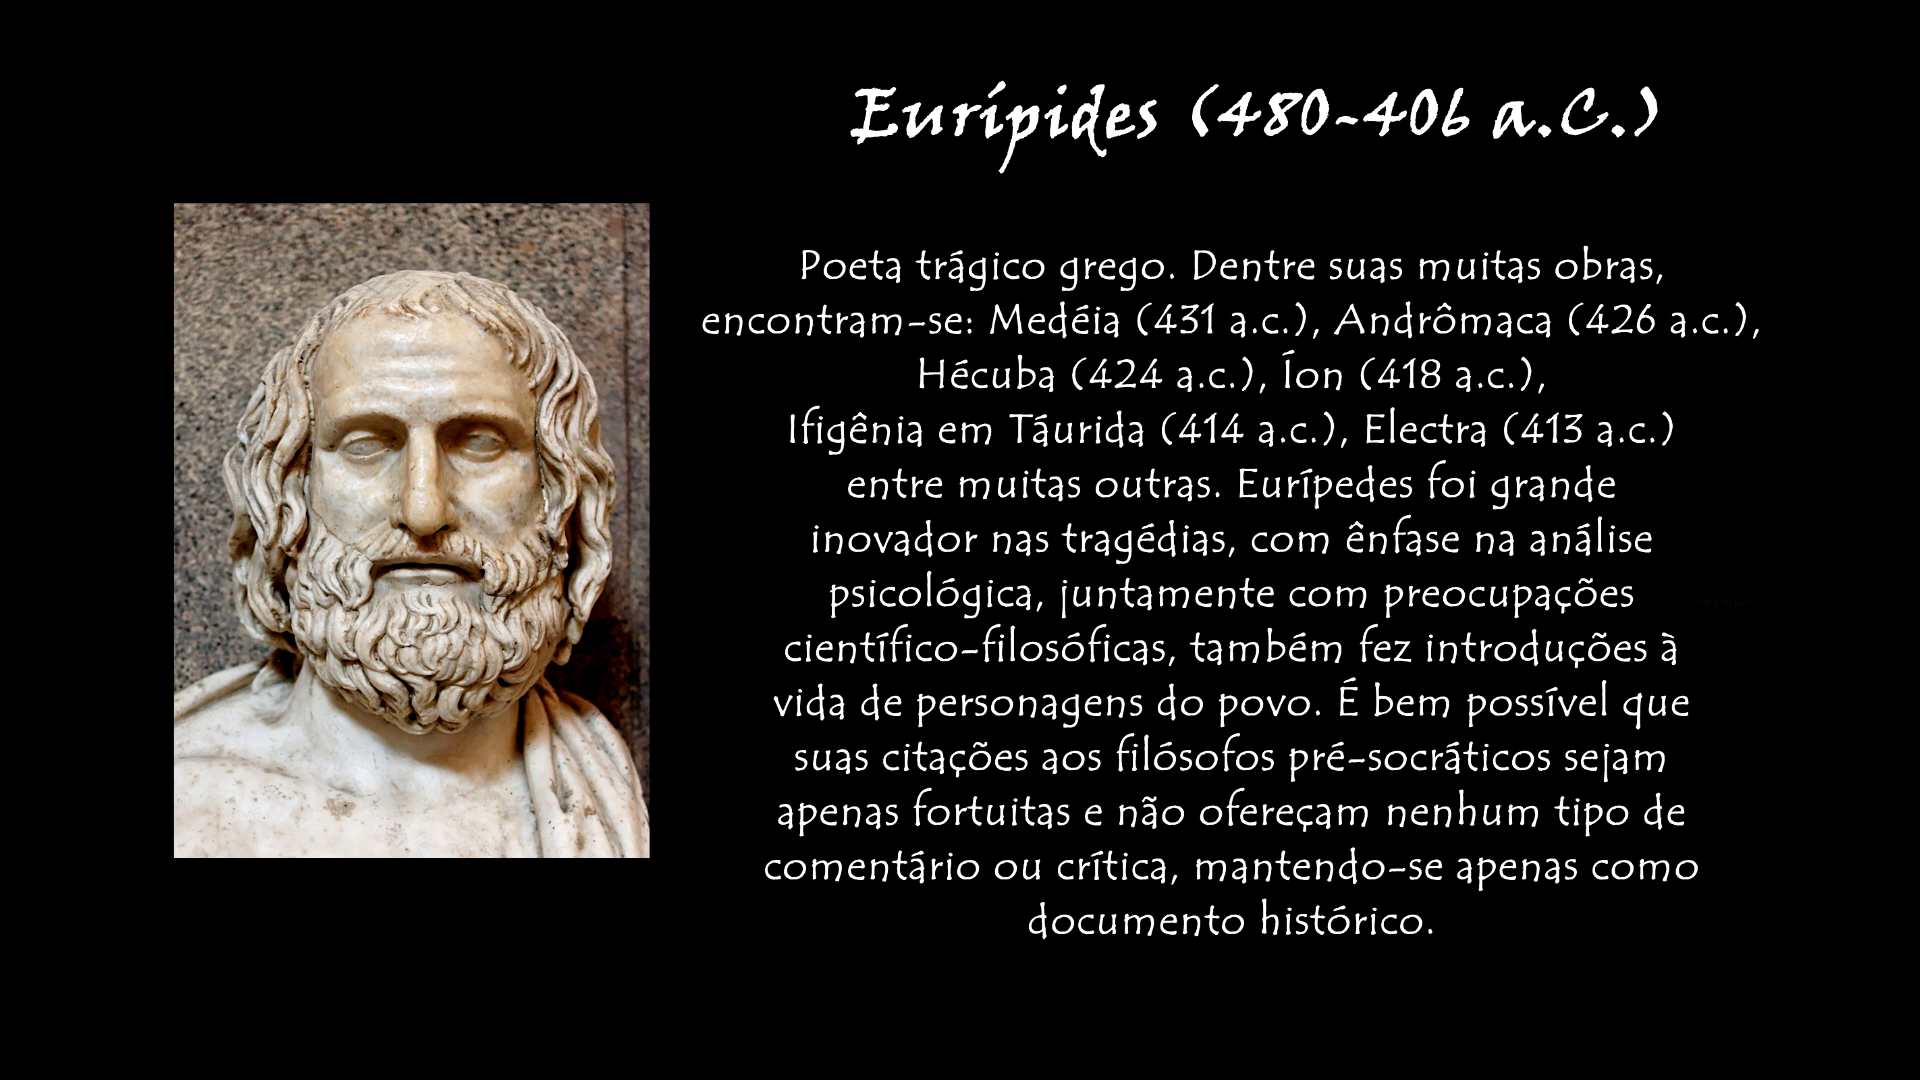 Eurípides (480-406 a.C.)
Poeta trágico grego. Dentre suas muitas obras,
encontram-se: Medéia (431 a.c.), Andrômaca (426 a.c.),
Hécuba (424 a.c.), Íon (418 a.c.),
Ifigênia em Táurida (414 a.c.), Electra (413 a.c.)
entre muitas outras. Eurípedes foi grande
inovador nas tragédias, com ênfase na análise
psicológica, juntamente com preocupações
científico-filosóficas, também fez introduções à
vida de personagens do povo. É bem possível que
suas citações aos filósofos pré-socráticos sejam
apenas fortuitas e não ofereçam nenhum tipo de
comentário ou crítica, mantendo-se apenas como
documento histórico.